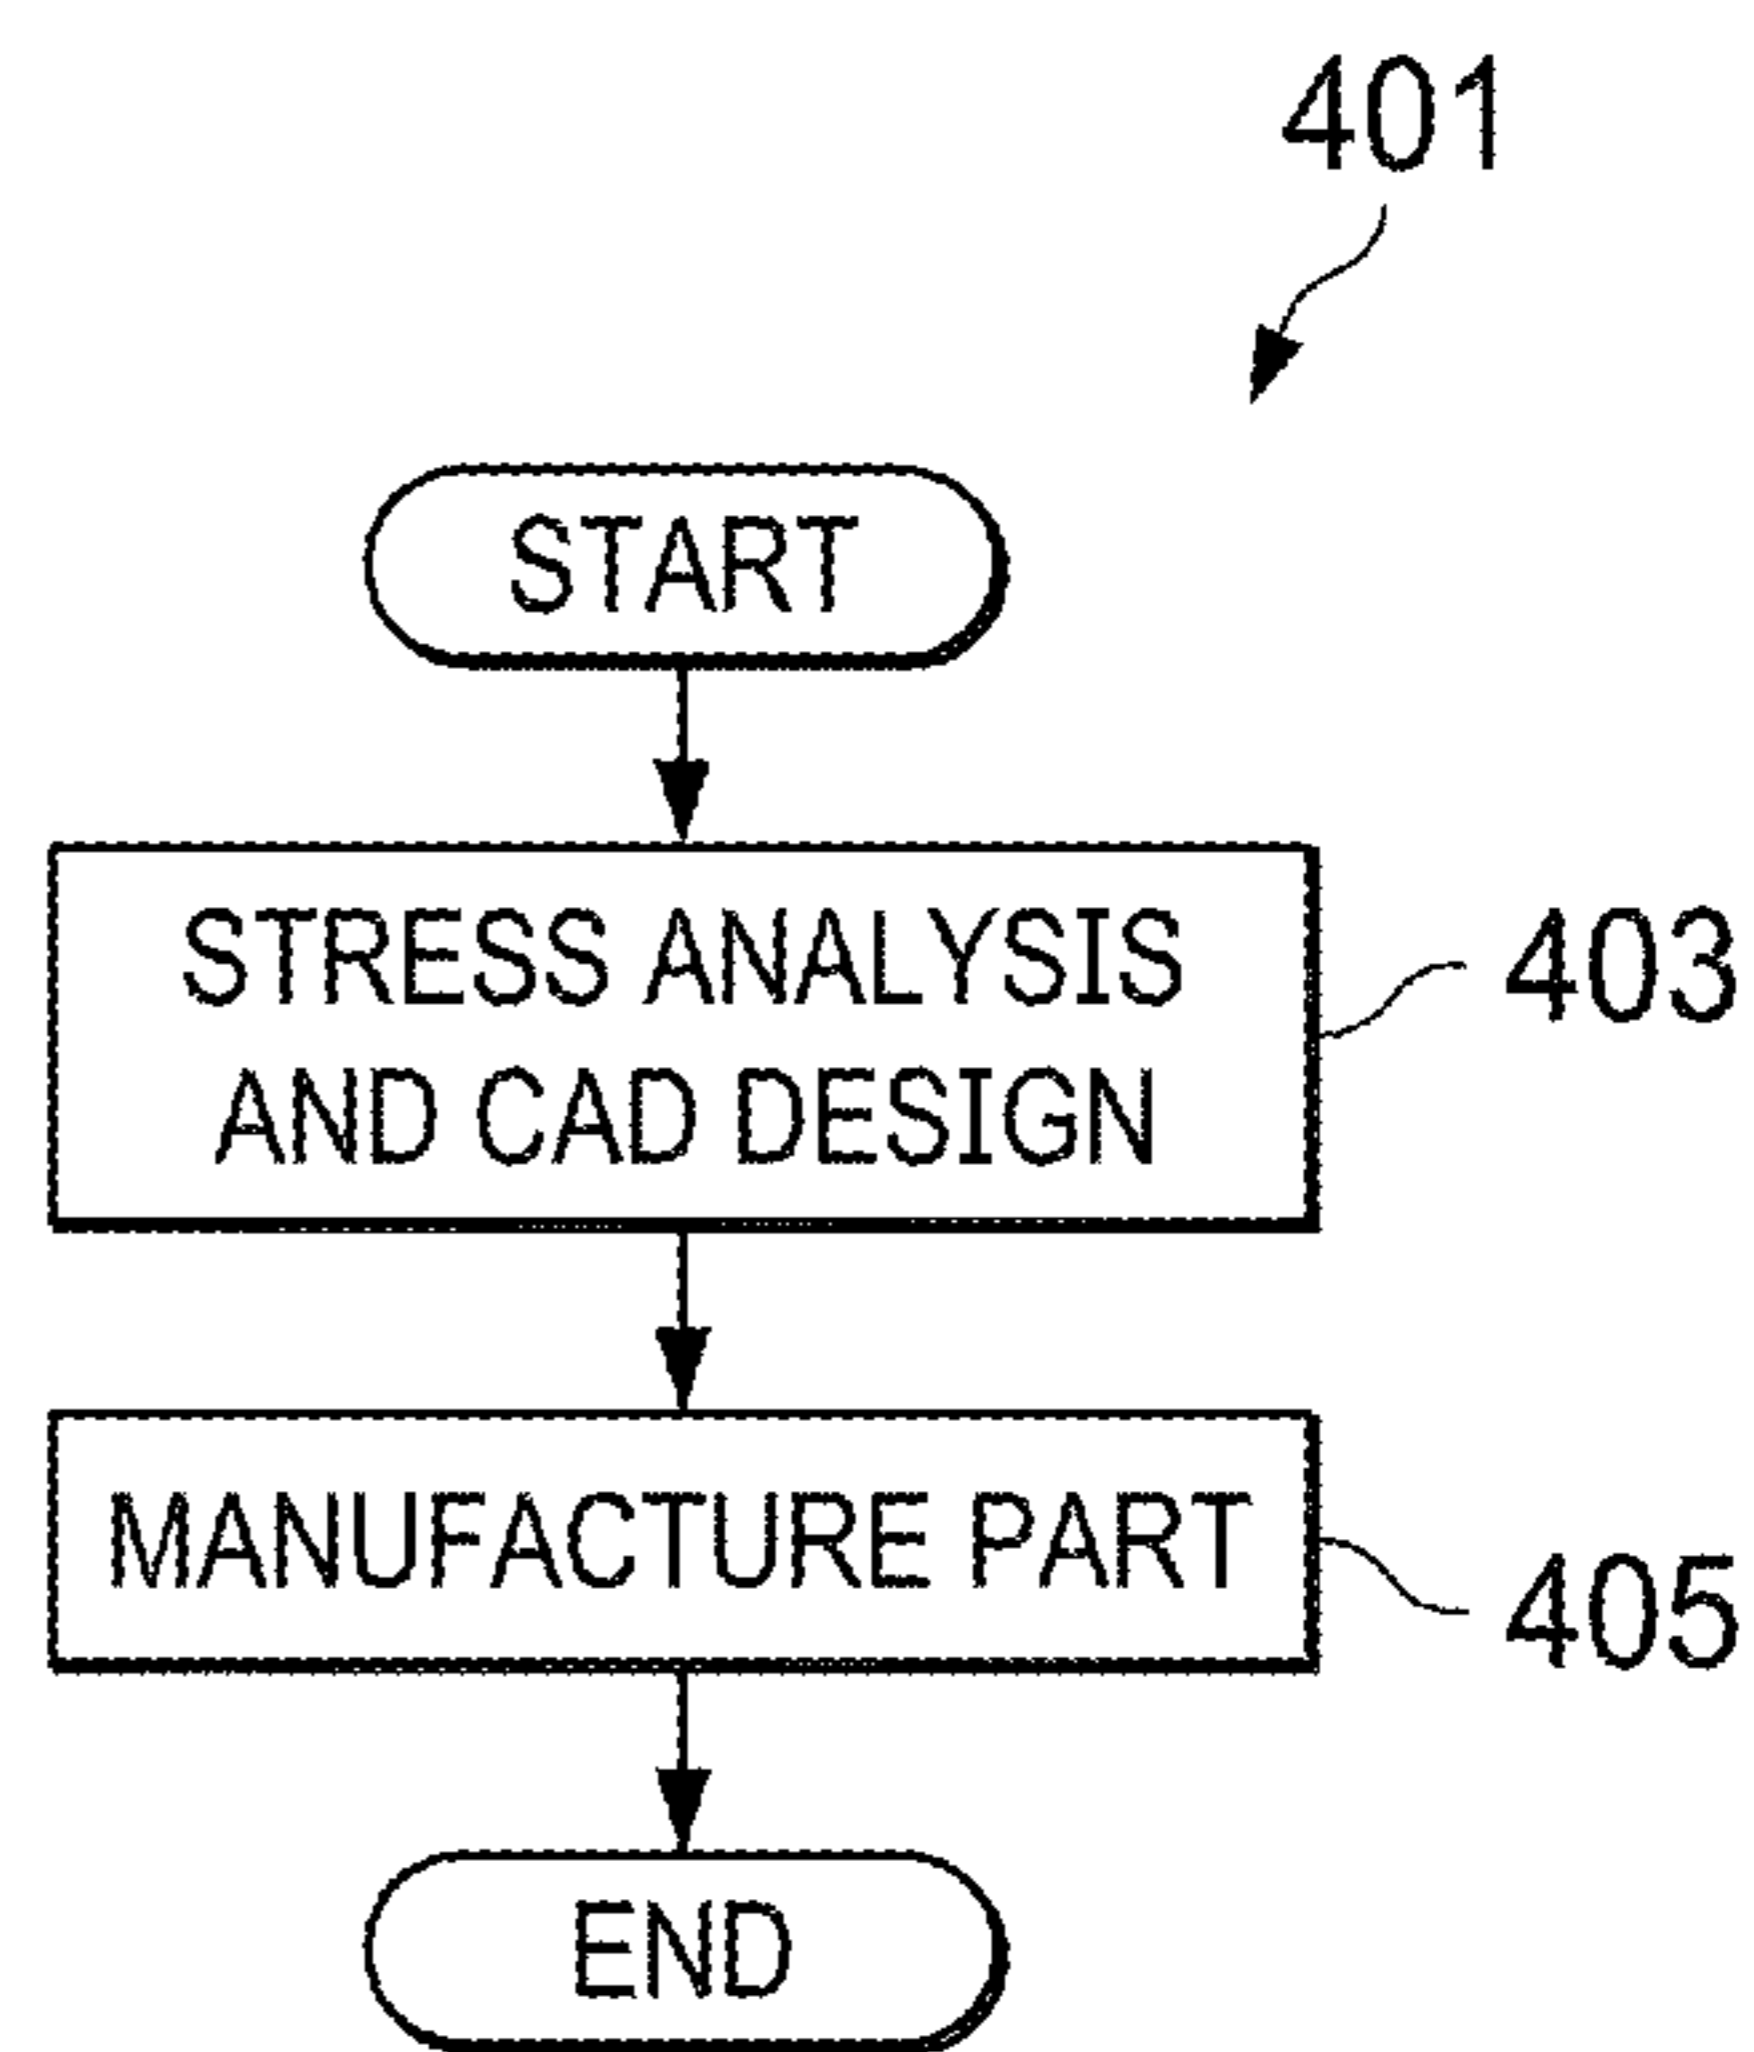 401
START
STRESS ANALYSIS
AND CAD DESIGN
403
MANUFACTURE PART
405
END